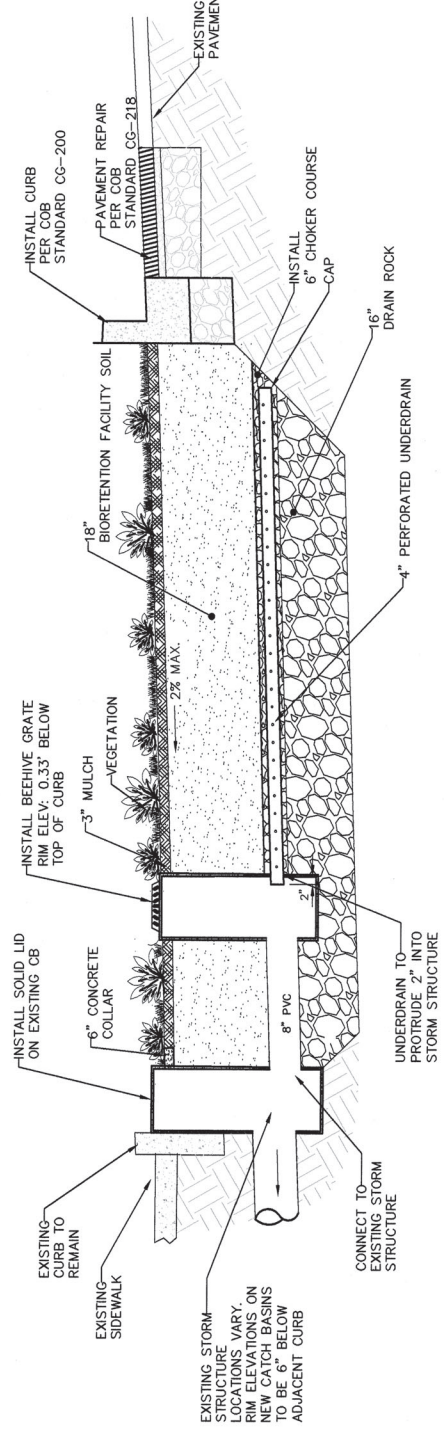 EXISTING
CURB TO
REMAIN
EXISTING
SIDEWALK
EXISTING STORM
STRUCTURE
LOCATIONS VARY.
RIM ELEVATIONS ON
NEW CATCH BASINS
TO BE 6" BELOW
ADJACENT CURB
INSTALL SOLID LID
ON EXISTING CB
6" CONCRETE
COLLAR
CONNECT TO
EXISTING STORM
STRUCTURE
8" PVC
INSTALL BEEHIVE GRATE
RIM ELEV: 0.33' BELOW
TOP OF CURB
3" MULCH
VEGETATION
2% MAX.
2"
UNDERDRAIN TO
PROTRUDE 2" INTO
STORM STRUCTURE
18"
BIORETENTION FACILITY SOIL
4" PERFORATED UNDERDRAIN
INSTALL CURB
PER COB
STANDARD CG-200
PAVEMENT REPAIR
PER COB
STANDARD CG-218
INSTALL
6" CHOKER COURSE
CAP
16"
DRAIN ROCK
EXISTING
PAVEMEN